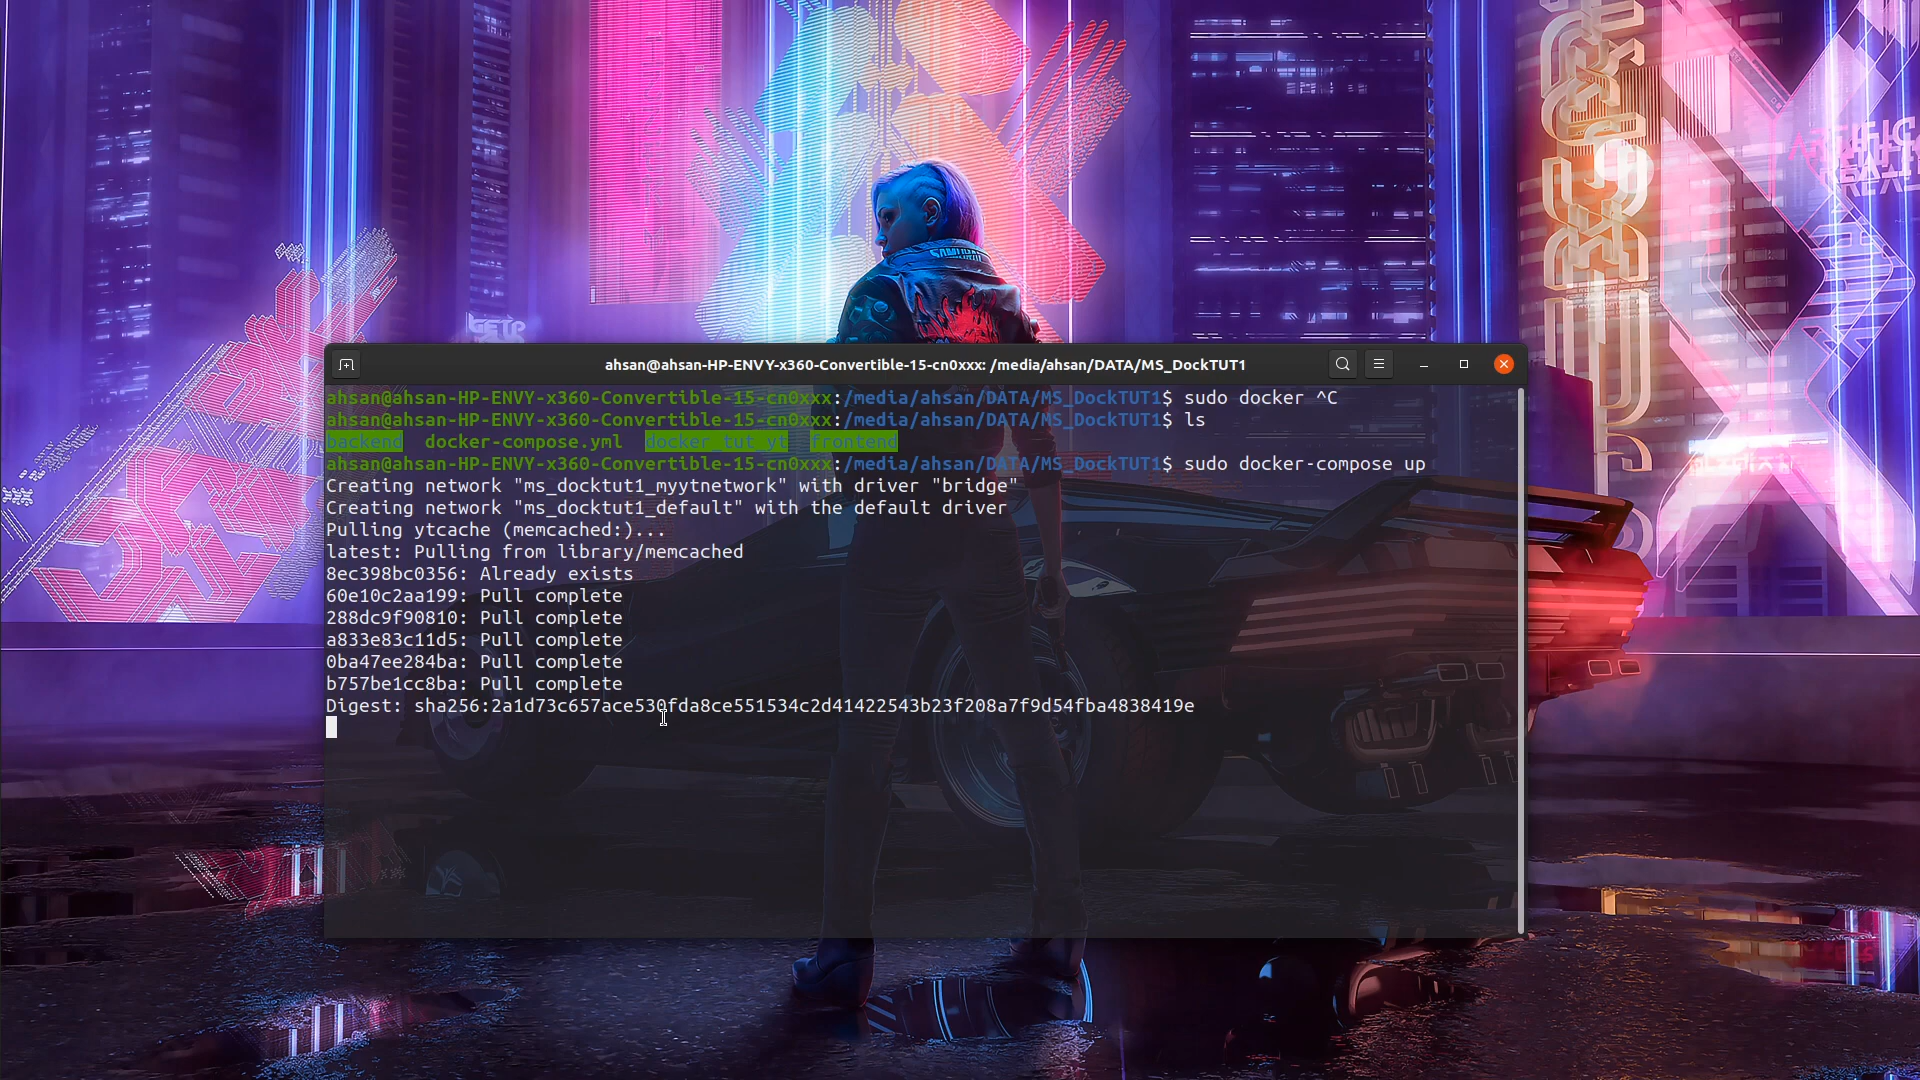 SAMURAI
ahsan@ahsan-HP-ENVY-x360-Convertible-15-cn0xxx: /media/ahsan/DATA/MS_DockTUT1
ahsan@ahsan-HP-ENVY-x360-Convertible-15-cn0xxx:/media/ahsan/DATA/MS_DockTUT1$ sudo docker ^C
ahsan@ahsan-HP-ENVY-x360-Convertible-15-cn0xxx:/media/ahsan/DATA/MS_DockTUT1$ ls
backend docker-compose.yml docker_tut_yt frontend
ahsan@ahsan-HP-ENVY-x360-Convertible-15-cn0xxx:/media/ahsan/DATA/MS_DockTUT1$ sudo docker-compose up
Creating network "ms_docktut1_myytnetwork" with driver "bridge"
Creating network "ms_docktut1_default" with the default driver
Pulling ytcache (memcached:)...
latest: Pulling from library/memcached
8ec398bc0356: Already exists
60e10c2aa199: Pull complete
288dc9f90810: Pull complete
a833e83c11d5: Pull complete
0ba47ee284ba: Pull complete
b757be1cc8ba: Pull complete
Digest: sha256:2a1d73c657ace530fda8ce551534c2d41422543b23f208a7f9d54fba4838419e